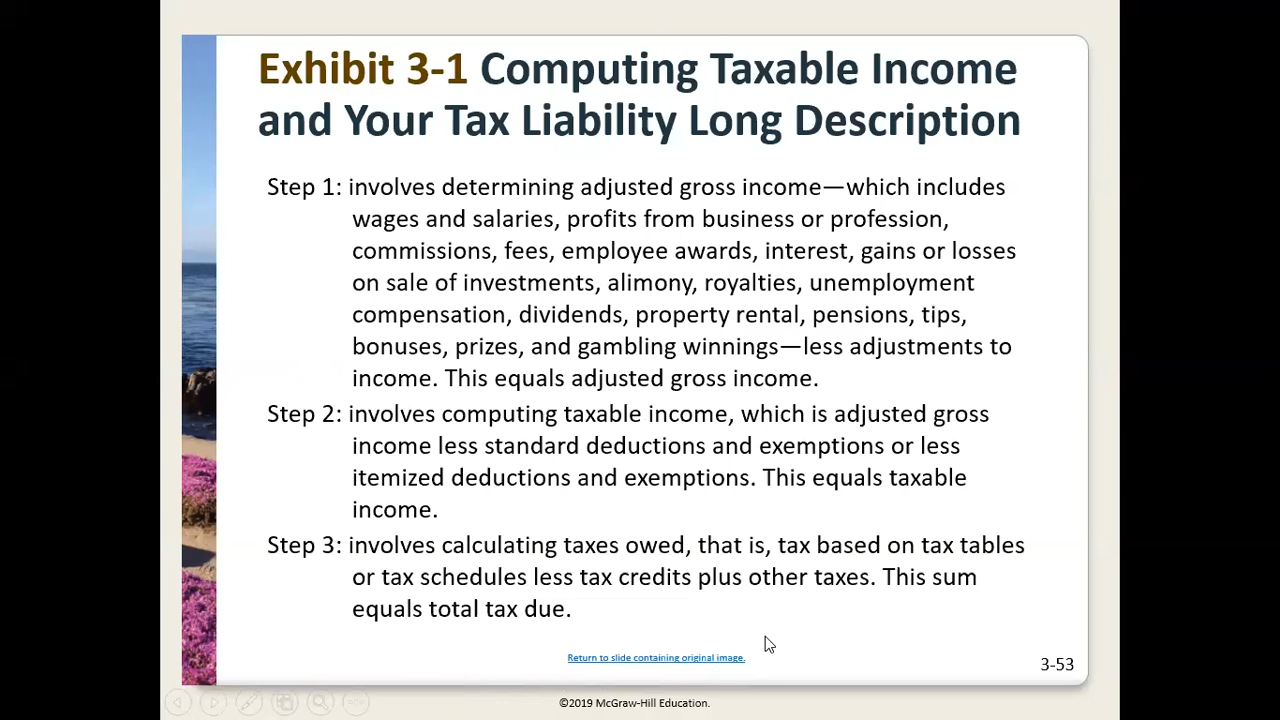 Exhibit 3-1 Computing Taxable Income
and Your Tax Liability Long Description
Step 1: involves determining adjusted gross income—which includes
wages and salaries, profits from business or profession,
commissions, fees, employee awards, interest, gains or losses
on sale of investments, alimony, royalties, unemployment
compensation, dividends, property rental, pensions, tips,
bonuses, prizes, and gambling winnings—less adjustments to
income. This equals adjusted gross income.
Step 2: involves computing taxable income, which is adjusted gross
income less standard deductions and exemptions or less
itemized deductions and exemptions. This equals taxable
income.
Step 3: involves calculating taxes owed, that is, tax based on tax tables
or tax schedules less tax credits plus other taxes. This sum
equals total tax due.
Return to slide containing original image.
3-53
©2019 McGraw-Hill Education.